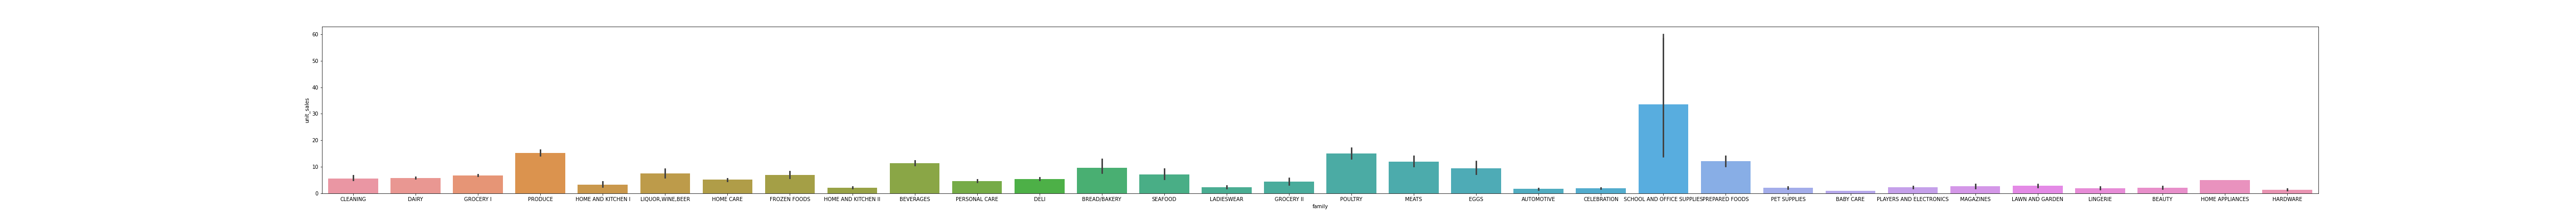 60
50
40
30
20
10
0
unit_sales
CLEANING DAIRY GROCERY I PRODUCE HOME AND KITCHEN I LIQUOR,WINE,BEER HOME CARE FROZEN FOODS HOME AND KITCHEN II BEVERAGES PERSONAL CARE DELI BREAD/BAKERY SEAFOOD LADIESWEAR GROCERY II POULTRY MEATS EGGS AUTOMOTIVE CELEBRATION SCHOOL AND OFFICE SUPPLIES PREPARED FOODS PET SUPPLIES BABY CARE PLAYERS AND ELECTRONICS MAGAZINES LAWN AND GARDEN LINGERIE BEAUTY HOME APPLIANCES HARDWARE
family